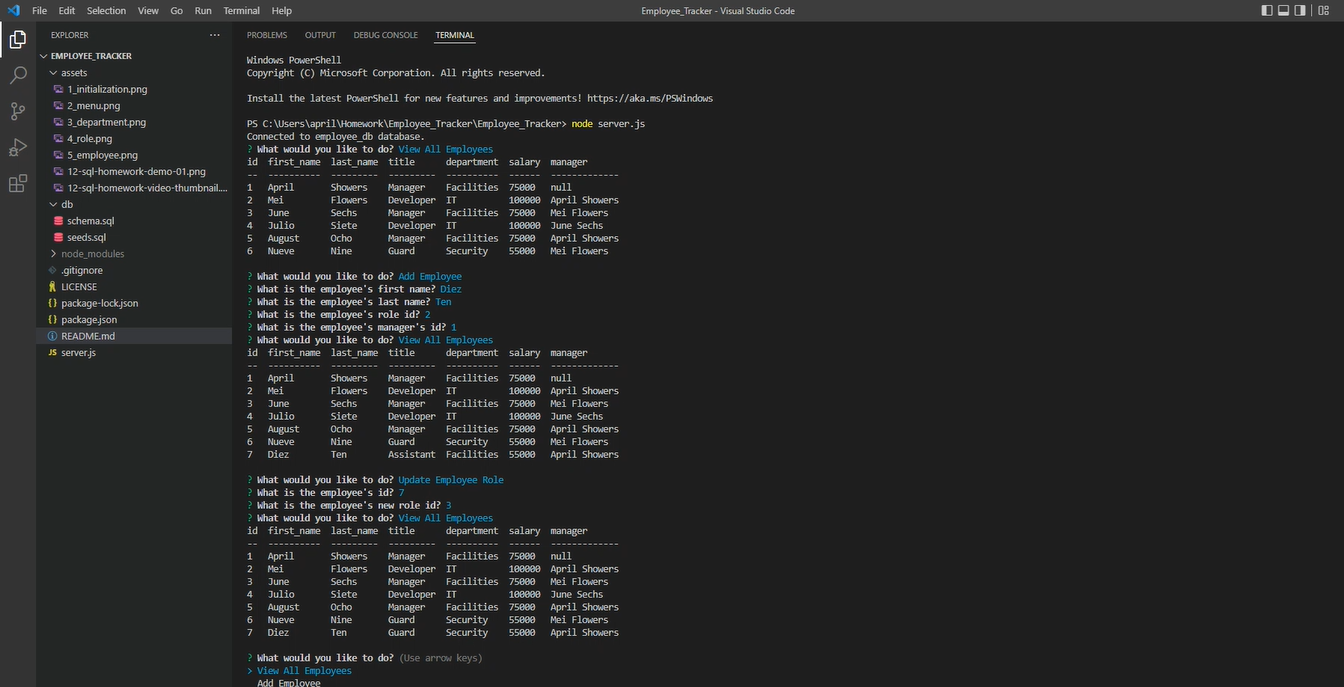 File Edit Selection View Go Run Terminal Help
Employee_Tracker - Visual Studio Code
EXPLORER
EMPLOYEE_TRACKER
assets
1_initialization.png
2_menu.png
3_department.png
4_role.png
5_employee.png
12-sql-homework-demo-01.png
12-sql-homework-video-thumbnail....
db
schema.sql
seeds.sql
node_modules
.gitignore
LICENSE
package-lock.json
package.json
README.md
JS server.js
PROBLEMS OUTPUT DEBUG CONSOLE TERMINAL
Windows PowerShell
Copyright (C) Microsoft Corporation. All rights reserved.
Install the latest PowerShell for new features and improvements! https://aka.ms/PSWindows
PS C:\Users\april\Homework\Employee_Tracker\Employee_Tracker> node server.js
Connected to employee_db database.
? What would you like to do? View All Employees
id first_name last_name title department salary manager
-- ---------- --------- --------- ---------- ------ -------------
1 April Showers Manager Facilities 75000 null
2 Mei Flowers Developer IT 100000 April Showers
3 June Sechs Manager Facilities 75000 Mei Flowers
4 Julio Siete Developer IT 100000 June Sechs
5 August Ocho Manager Facilities 75000 April Showers
6 Nueve Nine Guard Security 55000 Mei Flowers
? What would you like to do? Add Employee
? What is the employee's first name? Diez
? What is the employee's last name? Ten
? What is the employee's role id? 2
? What is the employee's manager's id? 1
? What would you like to do? View All Employees
id first_name last_name title department salary manager
-- ---------- --------- --------- ---------- ------ -------------
1 April Showers Manager Facilities 75000 null
2 Mei Flowers Developer IT 100000 April Showers
3 June Sechs Manager Facilities 75000 Mei Flowers
4 Julio Siete Developer IT 100000 June Sechs
5 August Ocho Manager Facilities 75000 April Showers
6 Nueve Nine Guard Security 55000 Mei Flowers
7 Diez Ten Assistant Facilities 55000 April Showers
? What would you like to do? Update Employee Role
? What is the employee's id? 7
? What is the employee's new role id? 3
? What would you like to do? View All Employees
id first_name last_name title department salary manager
-- ---------- --------- --------- ---------- ------ -------------
1 April Showers Manager Facilities 75000 null
2 Mei Flowers Developer IT 100000 April Showers
3 June Sechs Manager Facilities 75000 Mei Flowers
4 Julio Siete Developer IT 100000 June Sechs
5 August Ocho Manager Facilities 75000 April Showers
6 Nueve Nine Guard Security 55000 Mei Flowers
7 Diez Ten Guard Security 55000 April Showers
? What would you like to do? (Use arrow keys)
> View All Employees
Add Employee